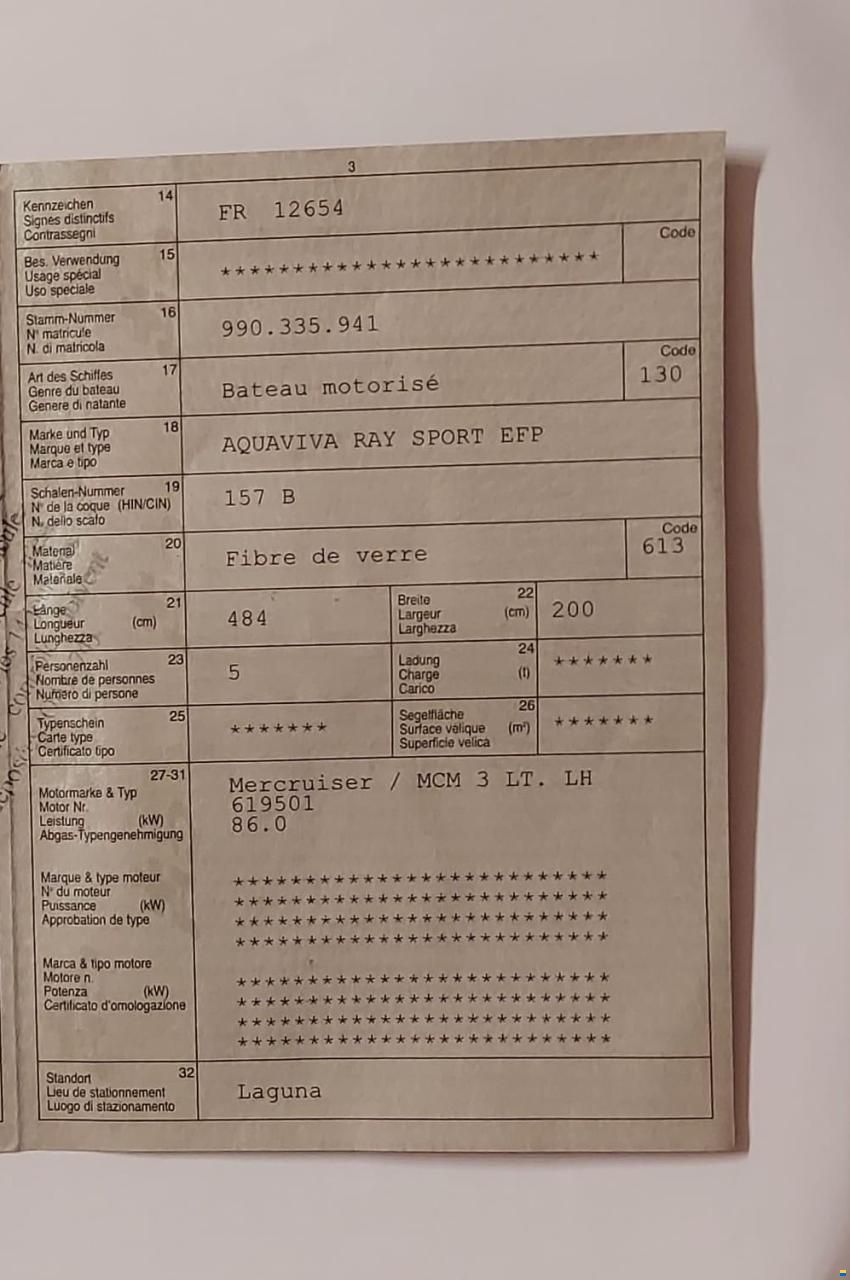 3
Kennzeichen 14
Signes distinctifs
Contrassegni
FR 12654
Bes. Verwendung 15
Usage spécial
Uso speciale
**************************
Code
Stamm-Nummer 16
N° matricule
N. di matricola
990.335.941
Art des Schiffes 17
Genre du bateau
Genere di natante
Bateau motorisé
Code
130
Marke und Typ 18
Marque et type
Marca e tipo
AQUAVIVA RAY SPORT EFP
Schalen-Nummer 19
N° de la coque (HIN/CIN)
N. dello scafo
157 B
Material 20
Matière
Materiale
Fibre de verre
Code
613
Länge 21
Longueur (cm)
Lunghezza
484
Breite 22
Largeur (cm)
Larghezza
200
Personenzahl 23
Nombre de personnes
Numero di persone
5
Ladung 24
Charge (t)
Carico
*******
Typenschein 25
Carte type
Certificato tipo
*******
Segelfläche 26
Surface vélique (m²)
Superficie velica
*******
27-31
Motormarke & Typ
Motor Nr.
Leistung (kW)
Abgas-Typengenehmigung
Mercruiser / MCM 3 LT. LH
619501
86.0
Marque & type moteur
N° du moteur
Puissance (kW)
Approbation de type
**************************
**************************
**************************
**************************
Marca & tipo motore
Motore n.
Potenza (kW)
Certificato d'omologazione
**************************
**************************
**************************
**************************
Standort 32
Lieu de stationnement
Luogo di stazionamento
Laguna